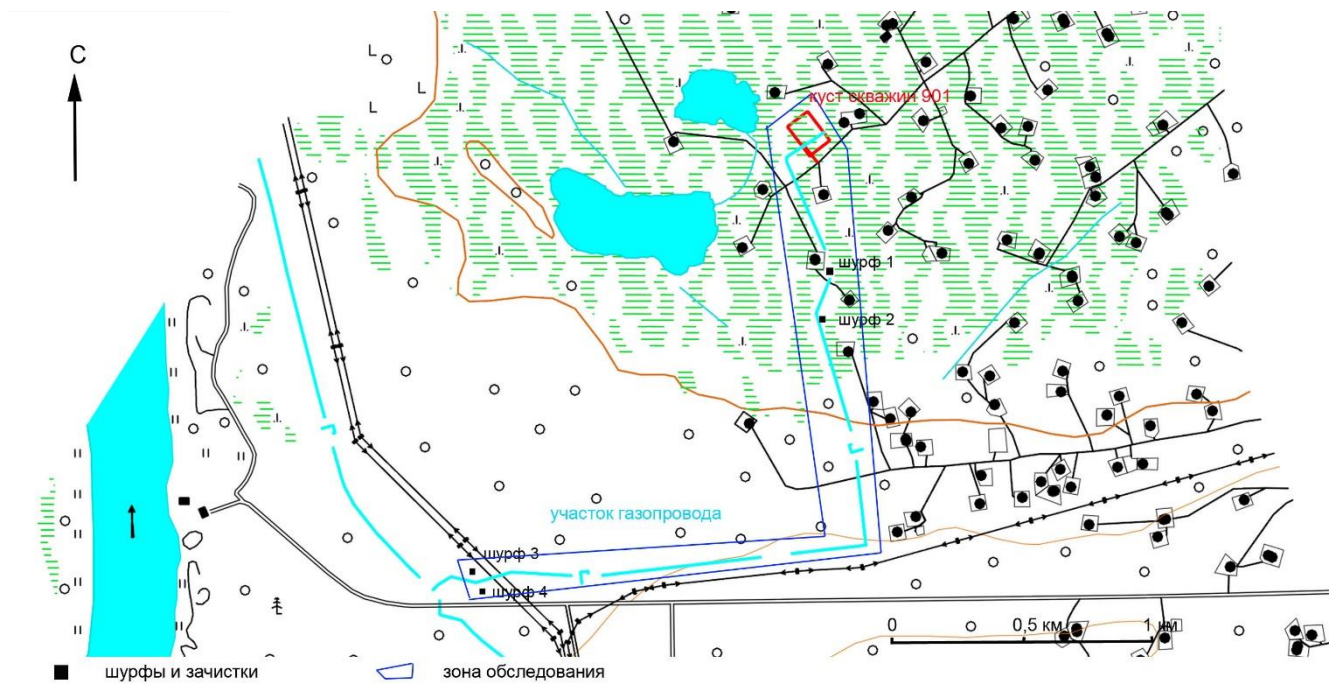 С
куст скважин 901
шурф 1
шурф 2
участок газопровода
шурф 3
шурф 4
0 0,5 км 1 км
шурфы и зачистки зона обследования